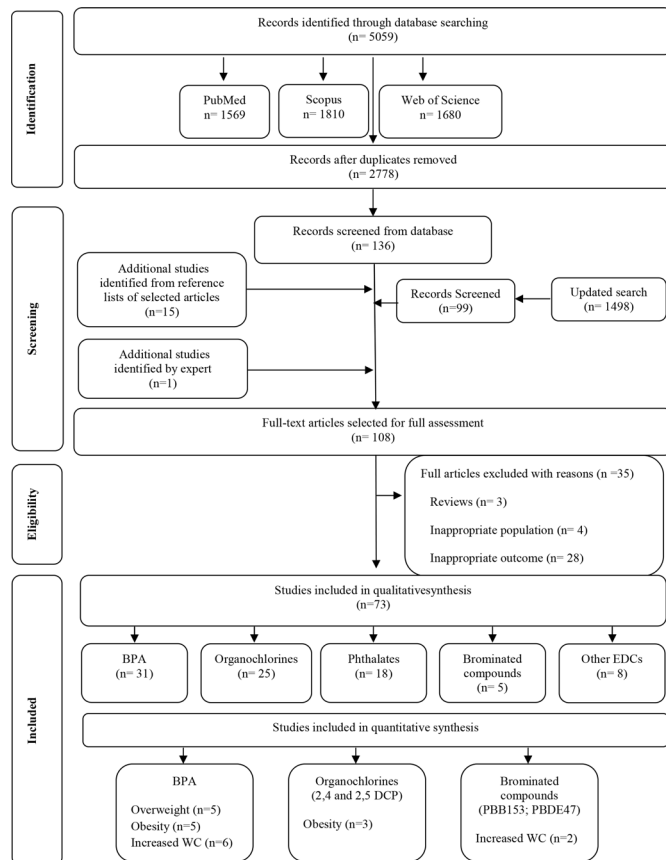 Identification
Records identified through database searching
(n= 5059)
PubMed
n= 1569
Scopus
n= 1810
Web of Science
n= 1680
Records after duplicates removed
(n= 2778)
Screening
Records screened from database
(n= 136)
Additional studies
identified from reference
lists of selected articles
(n=15)
Records Screened
(n=99)
Updated search
(n= 1498)
Additional studies
identified by expert
(n=1)
Full-text articles selected for full assessment
(n= 108)
Eligibility
Full articles excluded with reasons (n =35)
Reviews (n= 3)
Inappropriate population (n= 4)
Inappropriate outcome (n= 28)
Included
Studies included in qualitativesynthesis
(n=73)
BPA
(n= 31)
Organochlorines
(n= 25)
Phthalates
(n= 18)
Brominated
compounds
(n= 5)
Other EDCs
(n= 8)
Studies included in quantitative synthesis
BPA
Overweight (n=5)
Obesity (n=5)
Increased WC (n=6)
Organochlorines
(2,4 and 2,5 DCP)
Obesity (n=3)
Brominated
compounds
(PBB153; PBDE47)
Increased WC (n=2)